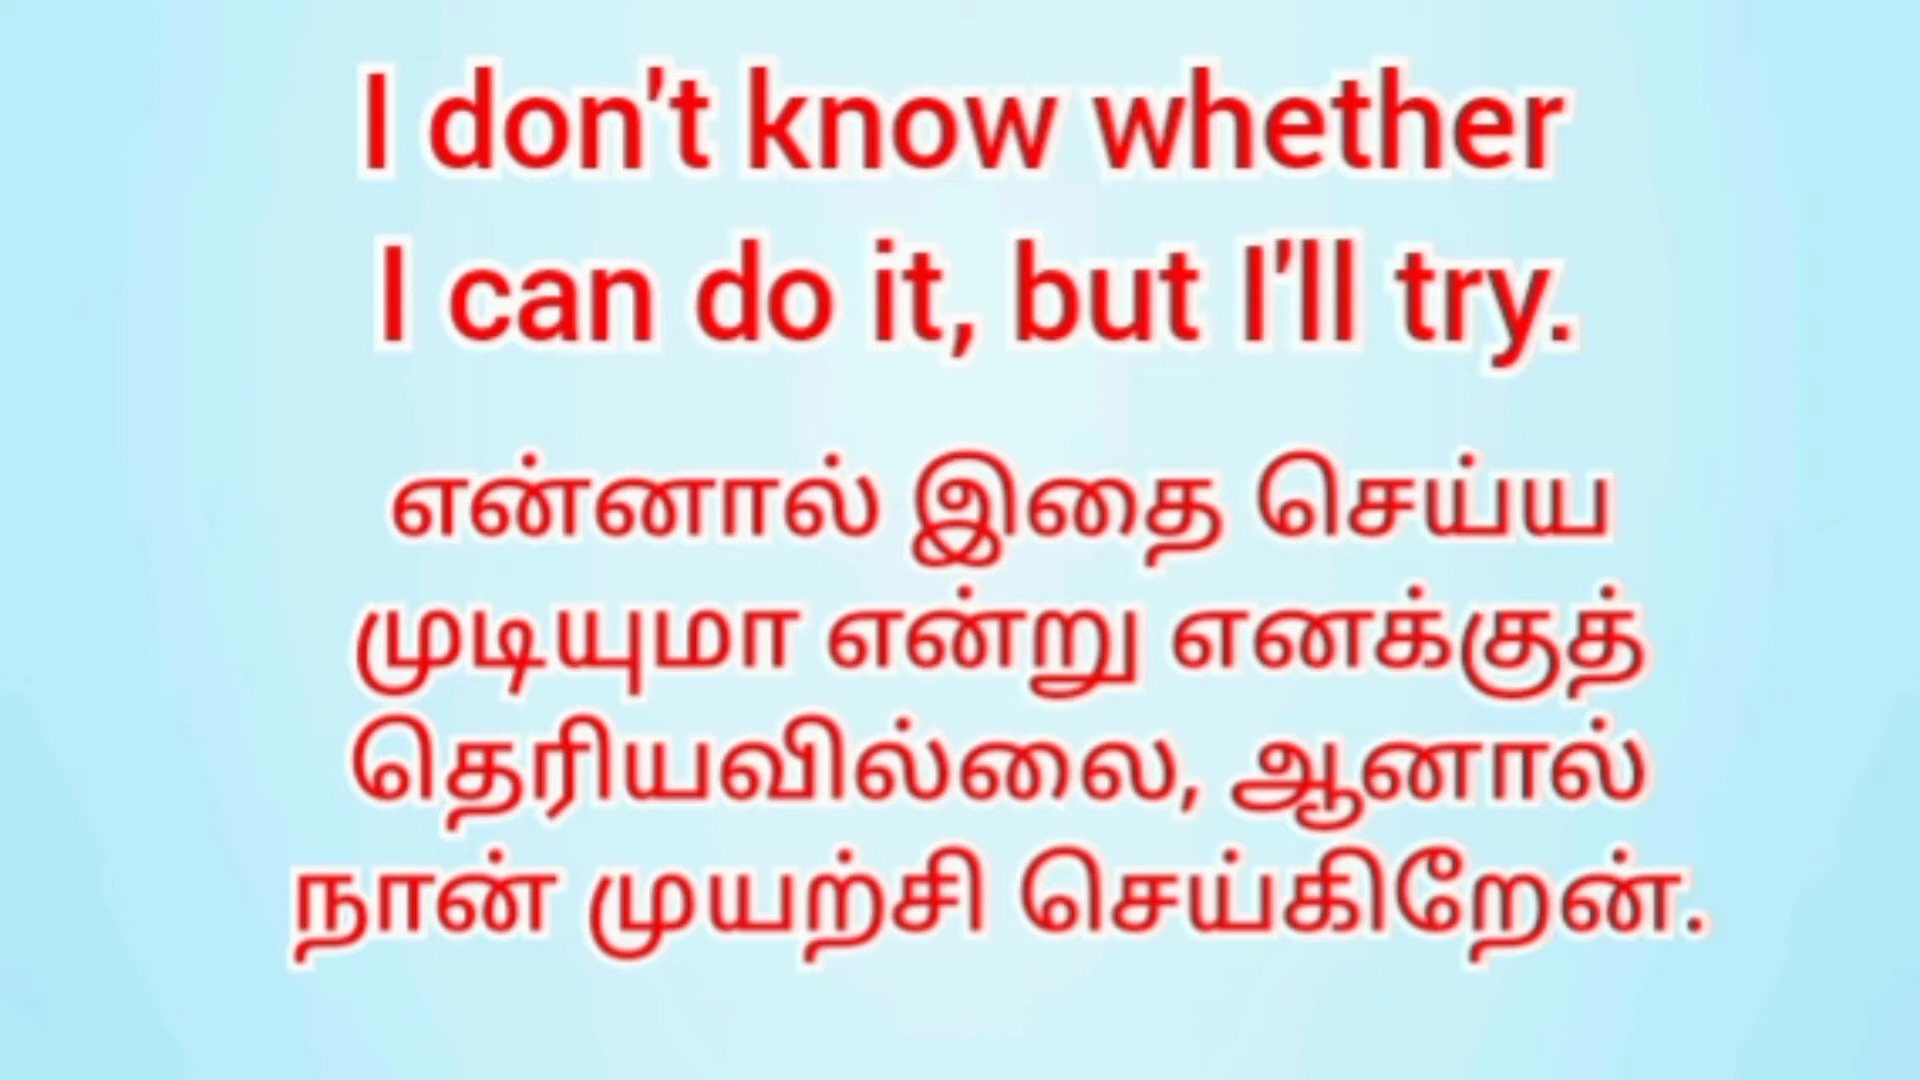 I don't know whether
I can do it, but I'll try.
என்னால் இதை செய்ய
முடியுமா என்று எனக்குத்
தெரியவில்லை, ஆனால்
நான் முயற்சி செய்கிறேன்.